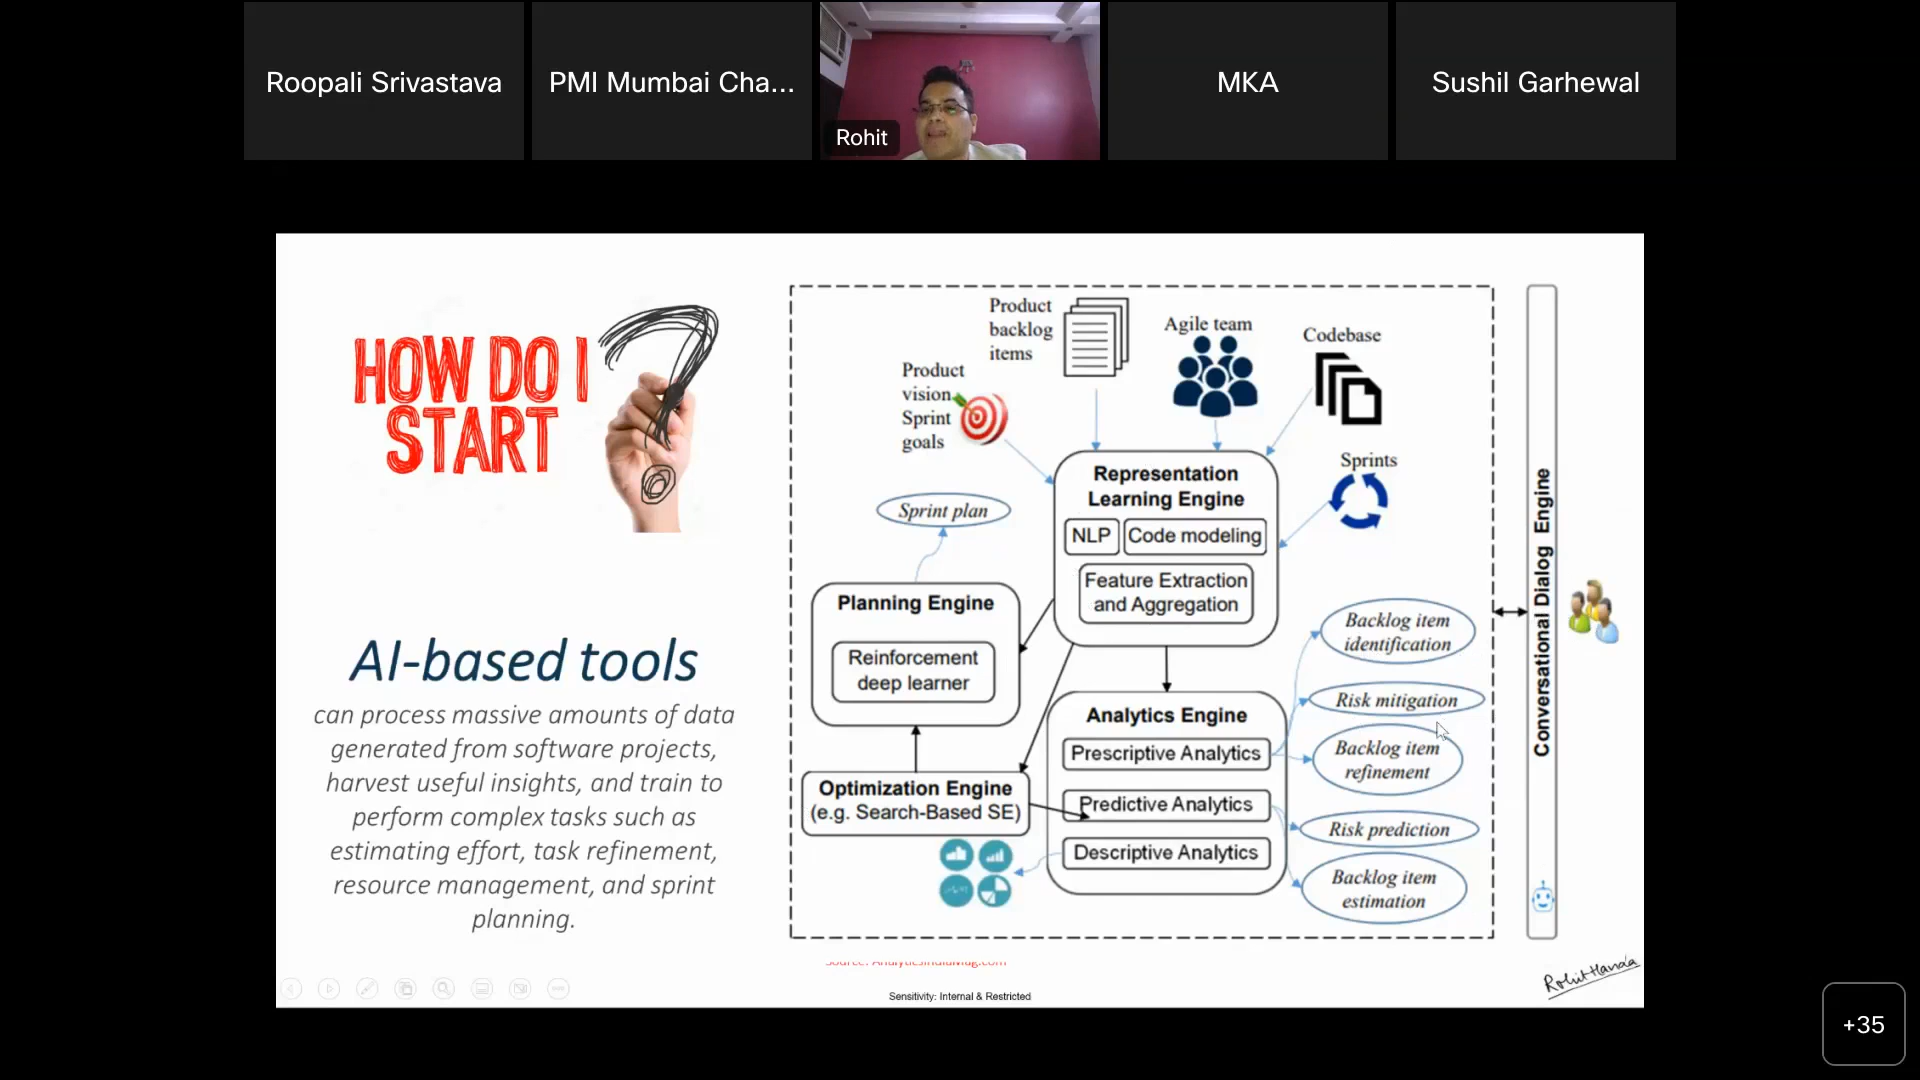 Roopali Srivastava
PMI Mumbai Cha...
Rohit
MKA
Sushil Garhewal
HOW DO I
START
AI-based tools
can process massive amounts of data
generated from software projects,
harvest useful insights, and train to
perform complex tasks such as
estimating effort, task refinement,
resource management, and sprint
planning.
Product
backlog
items
Agile team
Codebase
Product
vision
Sprint
goals
Sprints
Representation
Learning Engine
NLP
Code modeling
Feature Extraction
and Aggregation
Sprint plan
Planning Engine
Reinforcement
deep learner
Optimization Engine
(e.g. Search-Based SE)
Analytics Engine
Prescriptive Analytics
Predictive Analytics
Descriptive Analytics
Backlog item
identification
Risk mitigation
Backlog item
refinement
Risk prediction
Backlog item
estimation
Conversational Dialog Engine
Source: AnalyticsIndiaMag.com
Sensitivity: Internal & Restricted
Rohit Handa
+35